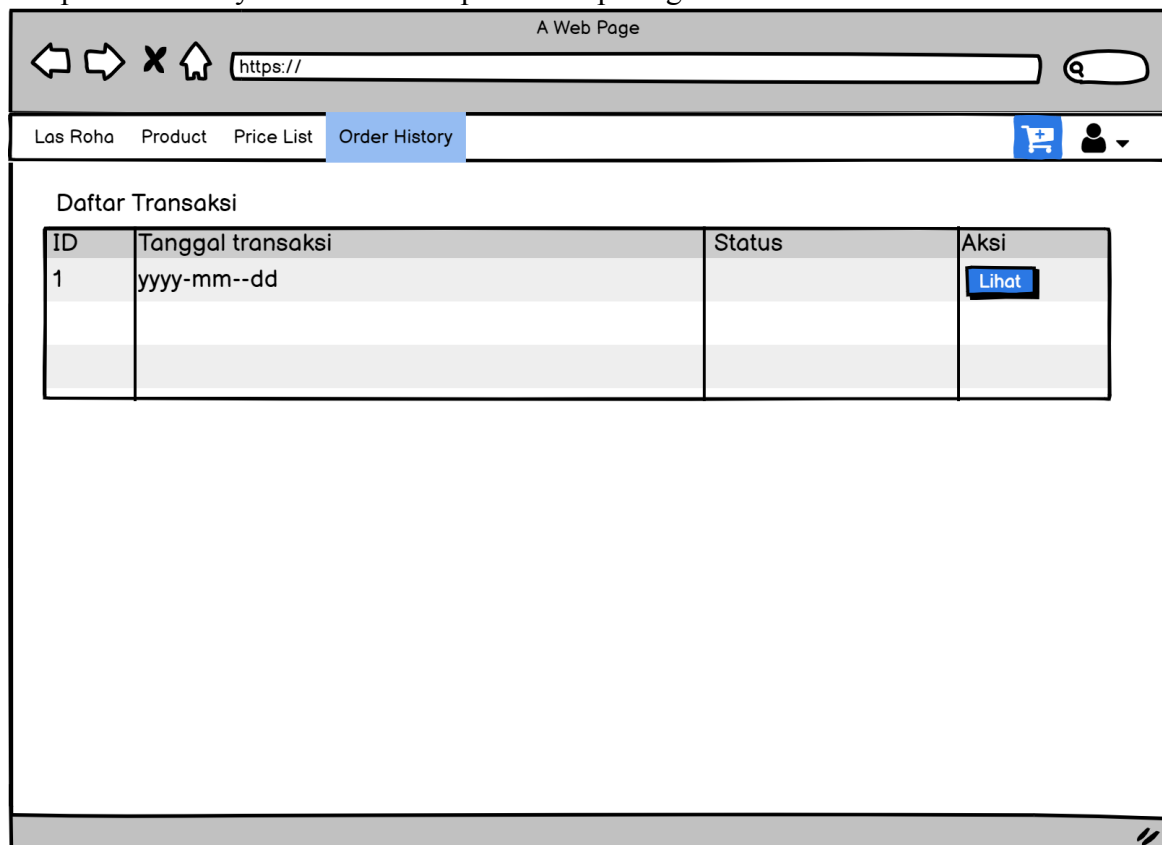 A Web Page
https://
Las Roha Product Price List Order History
Daftar Transaksi
ID Tanggal transaksi Status Aksi
1 yyyy-mm--dd Lihat